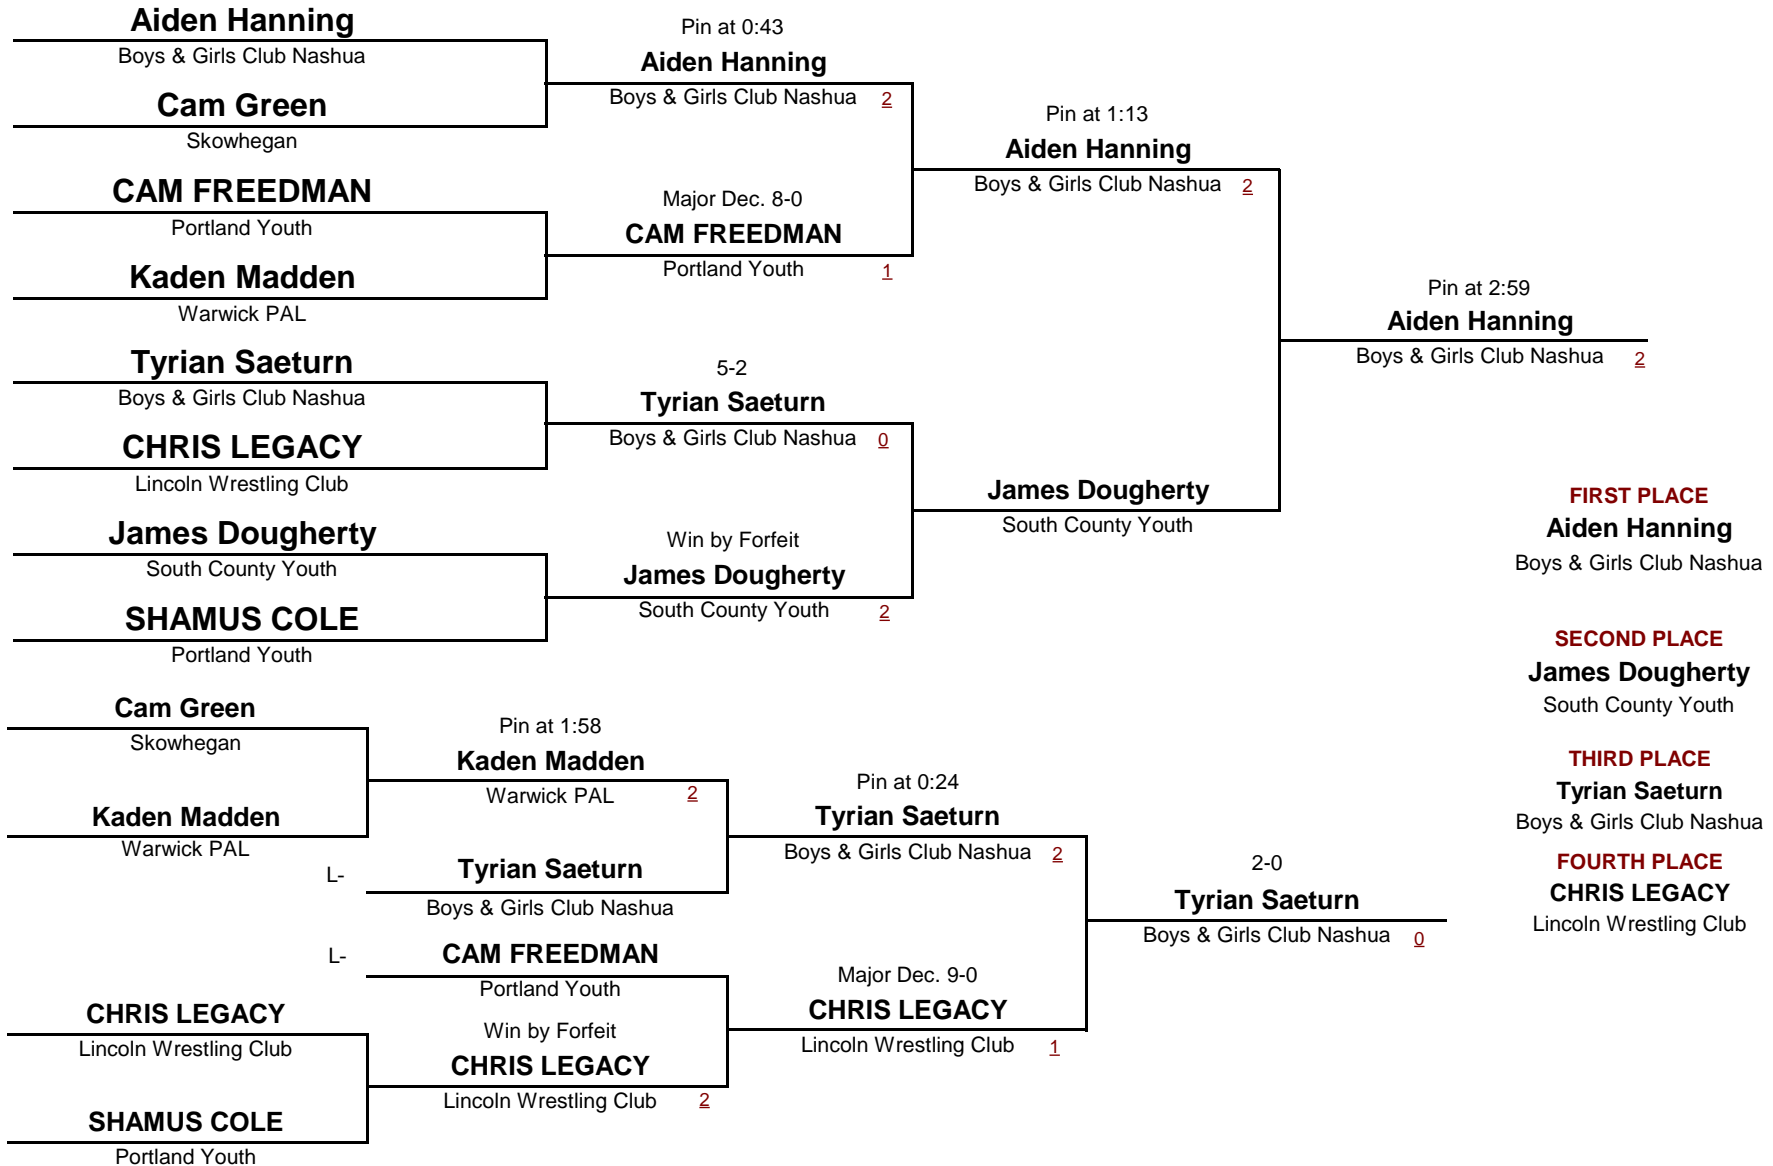 Aiden Hanning
Boys & Girls Club Nashua
Cam Green
Skowhegan
CAM FREEDMAN
Portland Youth
Kaden Madden
Warwick PAL
Tyrian Saeturn
Boys & Girls Club Nashua
CHRIS LEGACY
Lincoln Wrestling Club
James Dougherty
South County Youth
SHAMUS COLE
Portland Youth
Pin at 0:43
Aiden Hanning
Boys & Girls Club Nashua 2
Major Dec. 8-0
CAM FREEDMAN
Portland Youth 1
5-2
Tyrian Saeturn
Boys & Girls Club Nashua 0
Win by Forfeit
James Dougherty
South County Youth 2
Pin at 1:13
Aiden Hanning
Boys & Girls Club Nashua 2
James Dougherty
South County Youth
Pin at 2:59
Aiden Hanning
Boys & Girls Club Nashua 2
Cam Green
Skowhegan
Kaden Madden
Warwick PAL
CHRIS LEGACY
Lincoln Wrestling Club
SHAMUS COLE
Portland Youth
Pin at 1:58
Kaden Madden
Warwick PAL 2
L- Tyrian Saeturn
Boys & Girls Club Nashua
L- CAM FREEDMAN
Portland Youth
Win by Forfeit
CHRIS LEGACY
Lincoln Wrestling Club 2
Pin at 0:24
Tyrian Saeturn
Boys & Girls Club Nashua 2
Major Dec. 9-0
CHRIS LEGACY
Lincoln Wrestling Club 1
2-0
Tyrian Saeturn
Boys & Girls Club Nashua 0
FIRST PLACE
Aiden Hanning
Boys & Girls Club Nashua
SECOND PLACE
James Dougherty
South County Youth
THIRD PLACE
Tyrian Saeturn
Boys & Girls Club Nashua
FOURTH PLACE
CHRIS LEGACY
Lincoln Wrestling Club